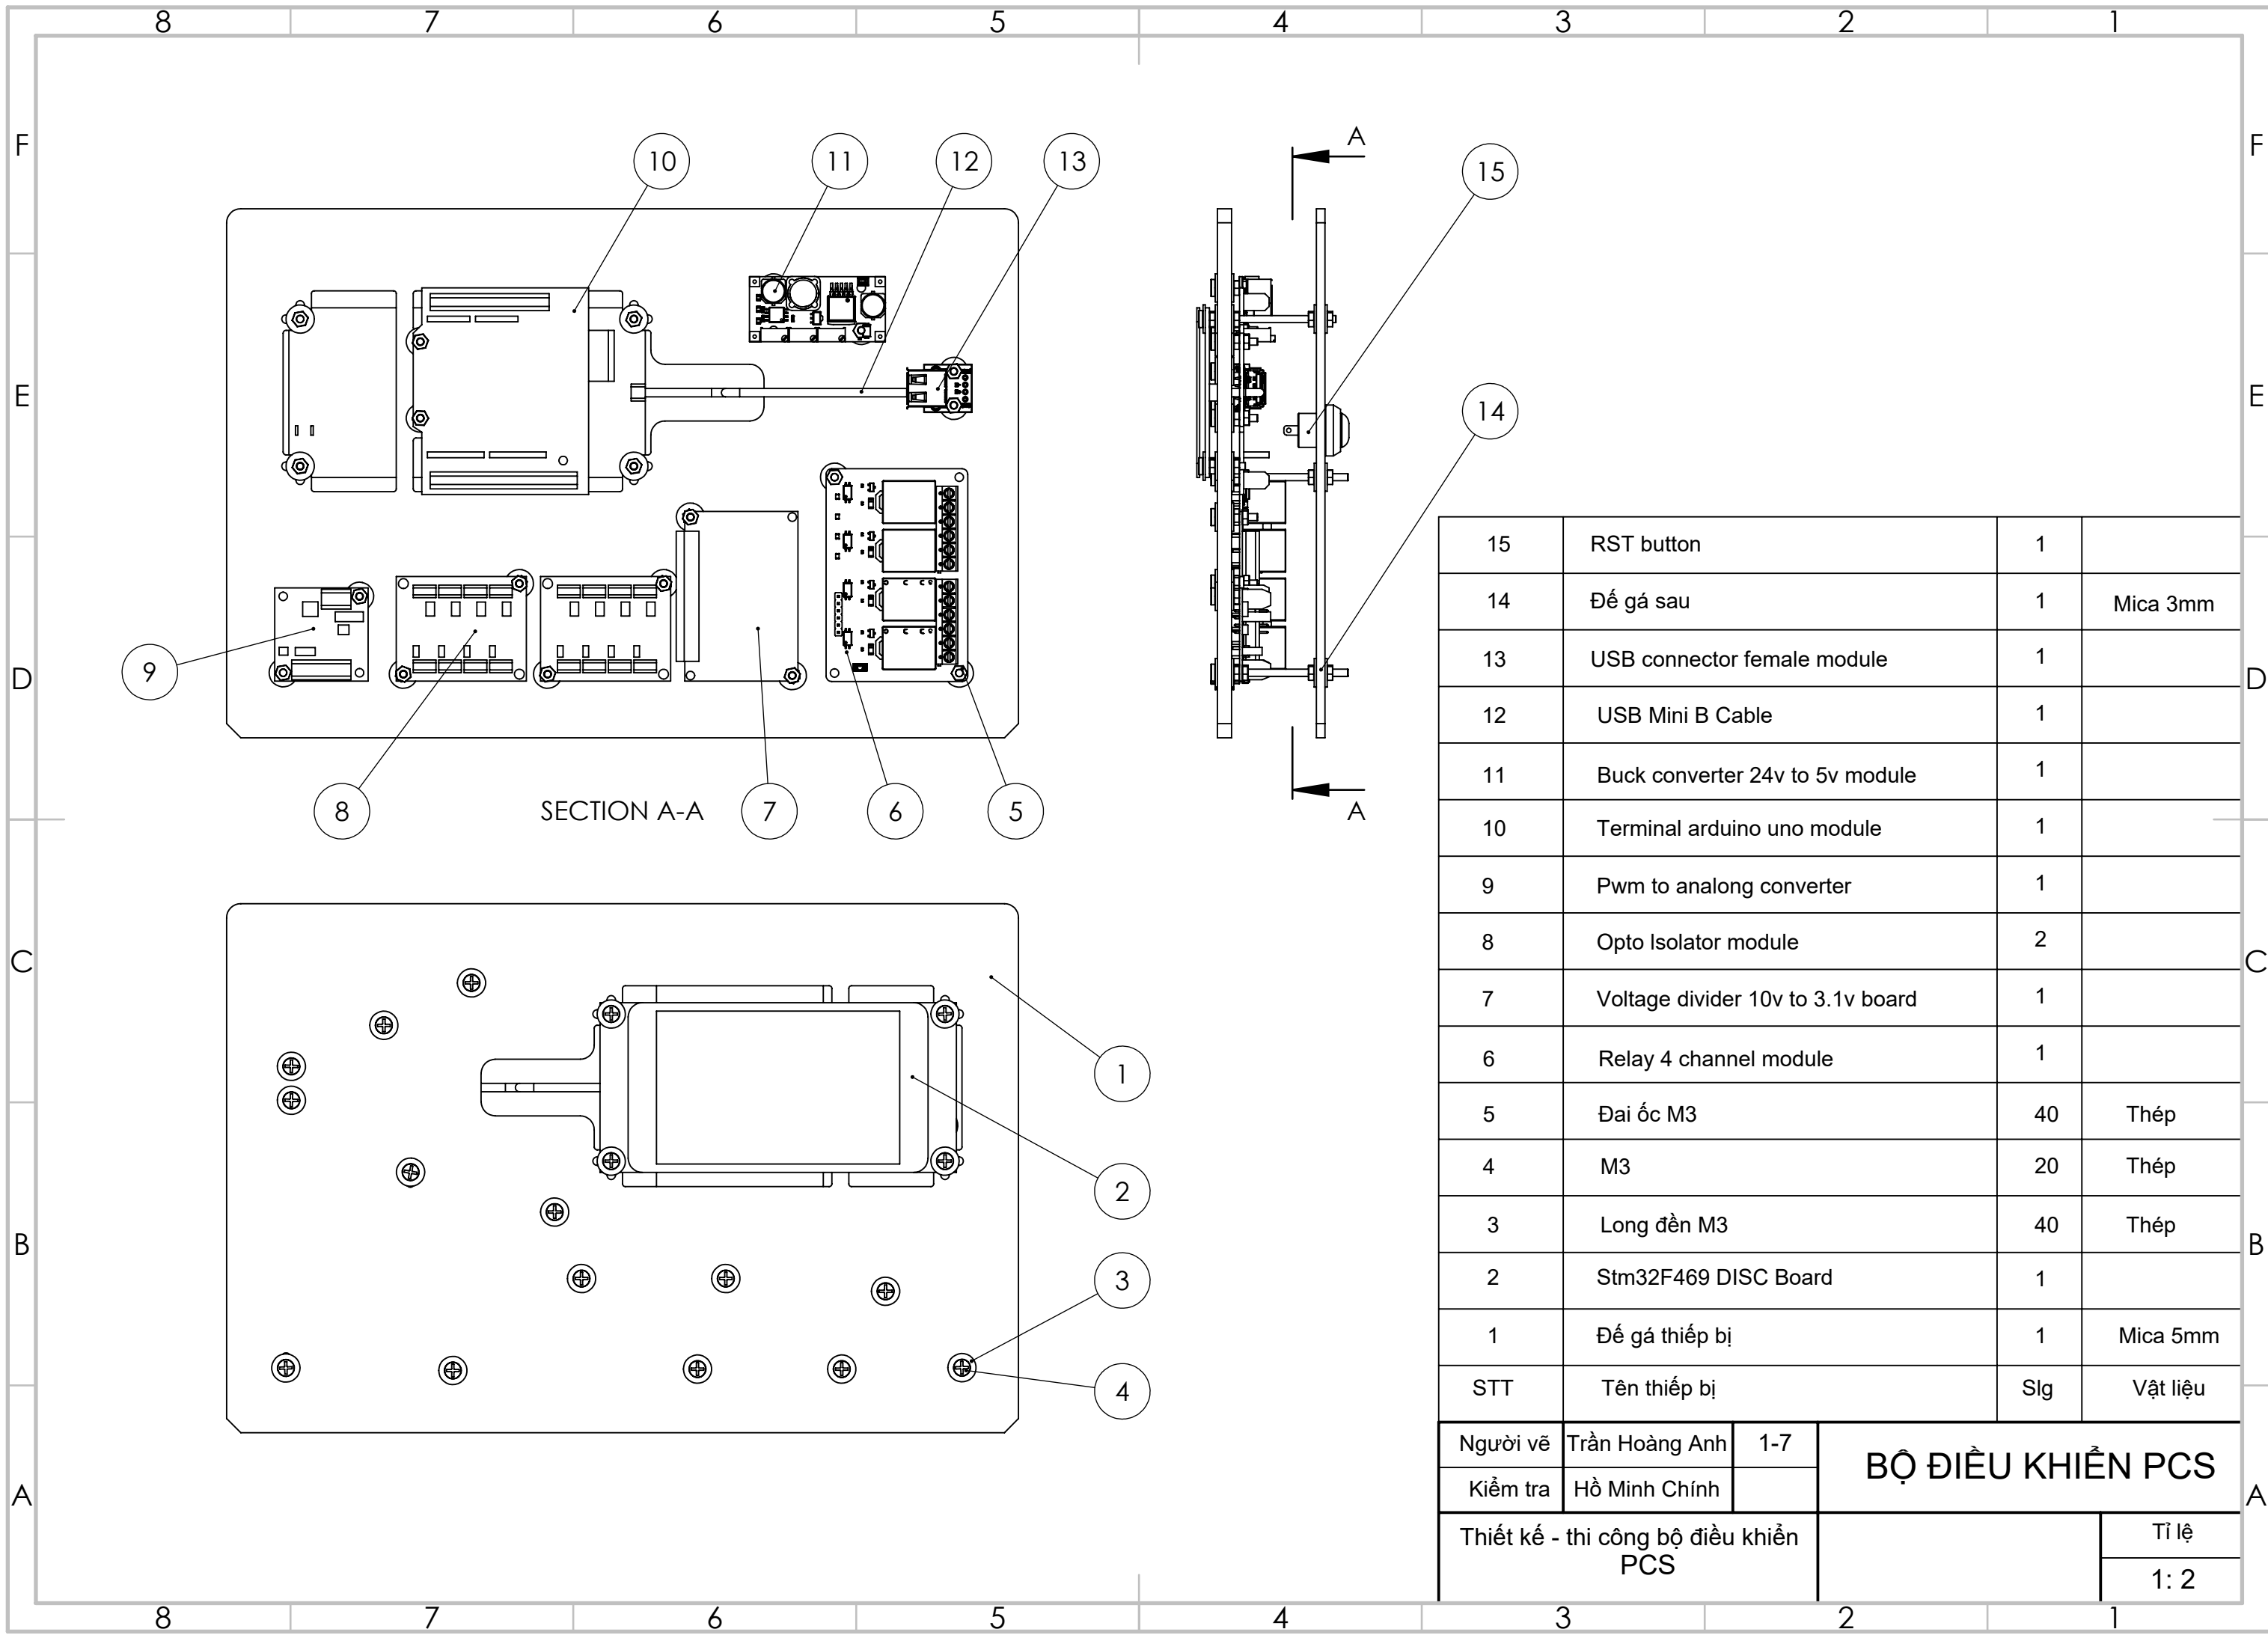 8 7 6 5 4 3 2 1
F F
E E
D D
C C
B B
A A
10 11 12 13
A
15
14
9
8 SECTION A-A 7 6 5
A
1
2
3
4
15 RST button 1
14 Đế gá sau 1 Mica 3mm
13 USB connector female module 1
12 USB Mini B Cable 1
11 Buck converter 24v to 5v module 1
10 Terminal arduino uno module 1
9 Pwm to analong converter 1
8 Opto Isolator module 2
7 Voltage divider 10v to 3.1v board 1
6 Relay 4 channel module 1
5 Đai ốc M3 40 Thép
4 M3 20 Thép
3 Long đền M3 40 Thép
2 Stm32F469 DISC Board 1
1 Đế gá thiếp bị 1 Mica 5mm
STT Tên thiếp bị Slg Vật liệu
Người vẽ Trần Hoàng Anh 1-7
Kiểm tra Hồ Minh Chính
BỘ ĐIỀU KHIỂN PCS
Thiết kế - thi công bộ điều khiển
PCS
Tỉ lệ
1: 2
8 7 6 5 4 3 2 1